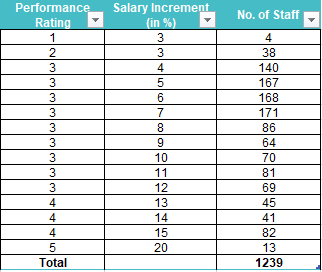 Performance Rating Salary Increment (in %) No. of Staff
1 3 4
2 3 38
3 4 140
3 5 167
3 6 168
3 7 171
3 8 86
3 9 64
3 10 70
3 11 81
3 12 69
4 13 45
4 14 41
4 15 82
5 20 13
Total 1239